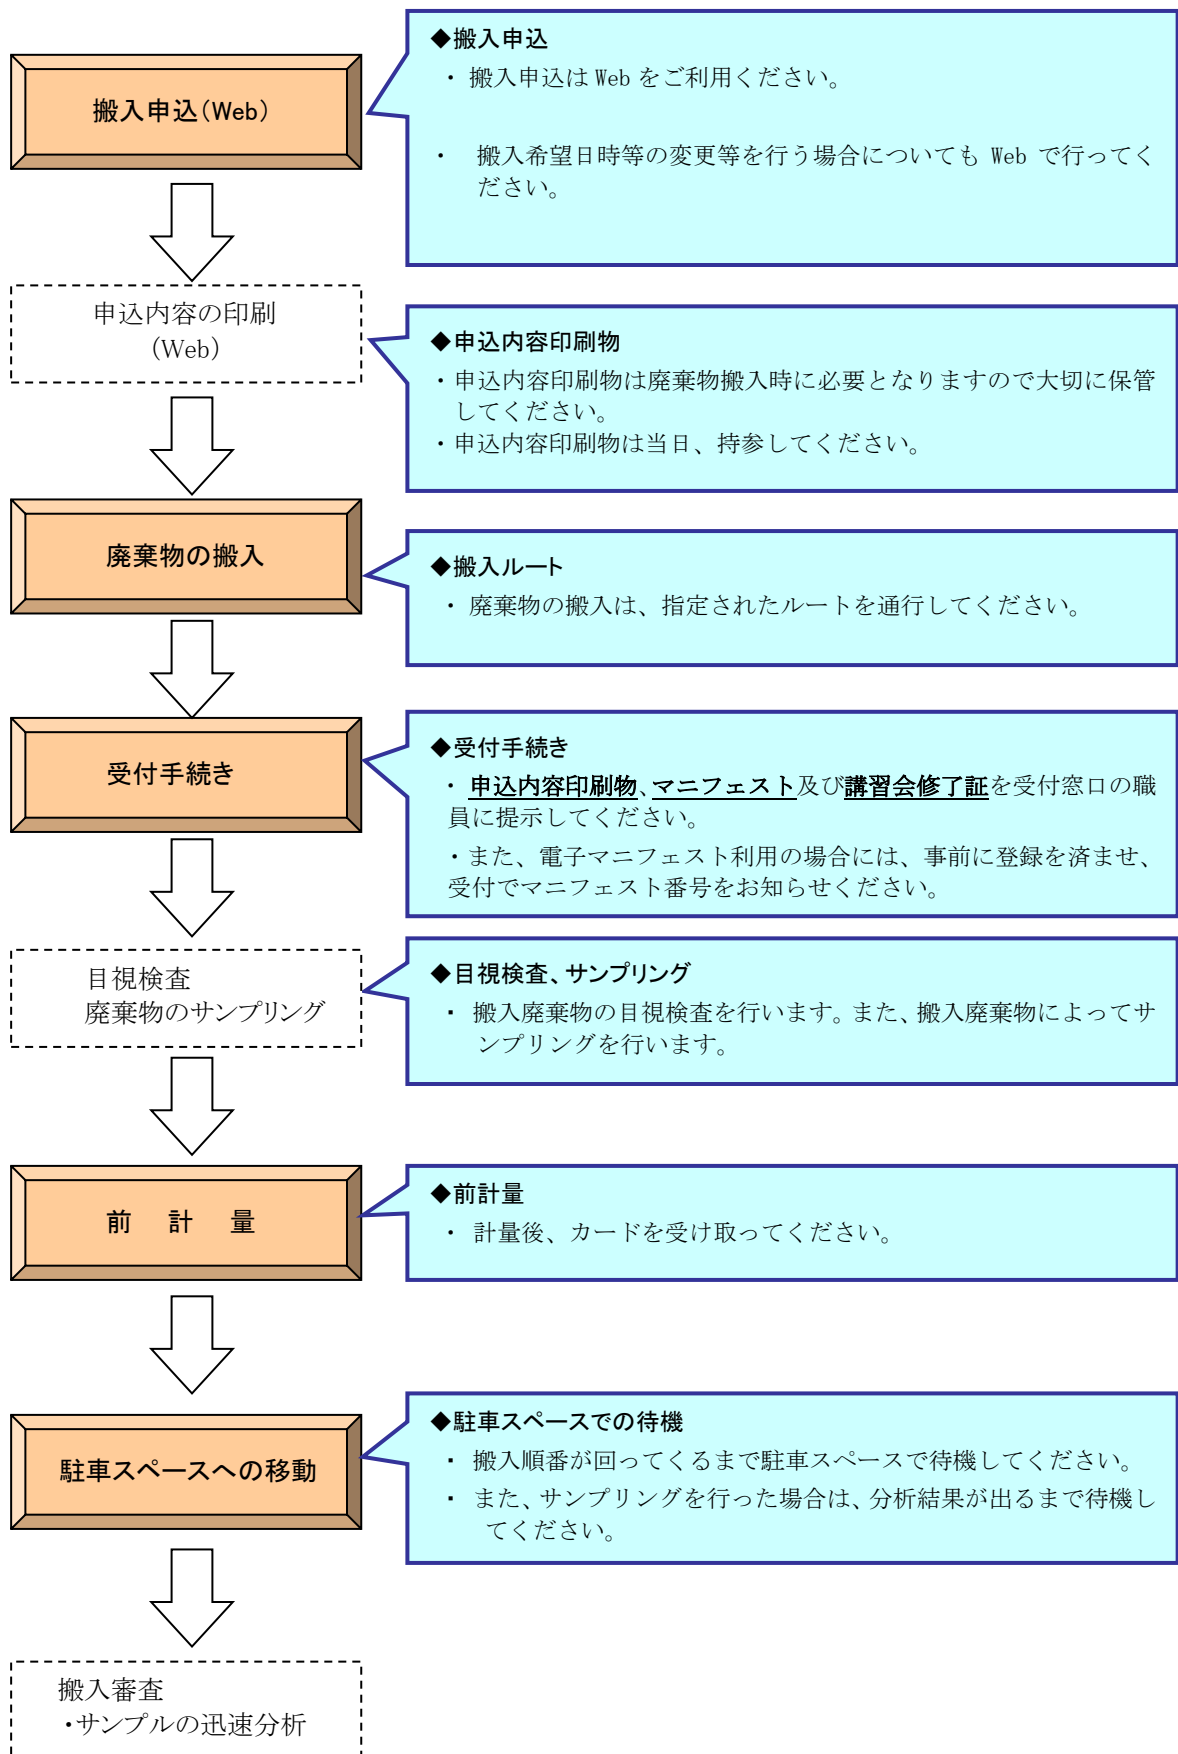 搬入申込(Web)
◆搬入申込
・ 搬入申込は Web をご利用ください。
・ 搬入希望日時等の変更等を行う場合についても Web で行ってく
ださい。
申込内容の印刷
(Web)
◆申込内容印刷物
・申込内容印刷物は廃棄物搬入時に必要となりますので大切に保管
してください。
・申込内容印刷物は当日、持参してください。
廃棄物の搬入
◆搬入ルート
・ 廃棄物の搬入は、指定されたルートを通行してください。
受付手続き
◆受付手続き
・ 申込内容印刷物、マニフェスト及び講習会修了証を受付窓口の職
員に提示してください。
・また、電子マニフェスト利用の場合には、事前に登録を済ませ、
受付でマニフェスト番号をお知らせください。
目視検査
廃棄物のサンプリング
◆目視検査、サンプリング
・ 搬入廃棄物の目視検査を行います。また、搬入廃棄物によってサ
ンプリングを行います。
前 計 量
◆前計量
・ 計量後、カードを受け取ってください。
駐車スペースへの移動
◆駐車スペースでの待機
・ 搬入順番が回ってくるまで駐車スペースで待機してください。
・ また、サンプリングを行った場合は、分析結果が出るまで待機し
てください。
搬入審査
・サンプルの迅速分析